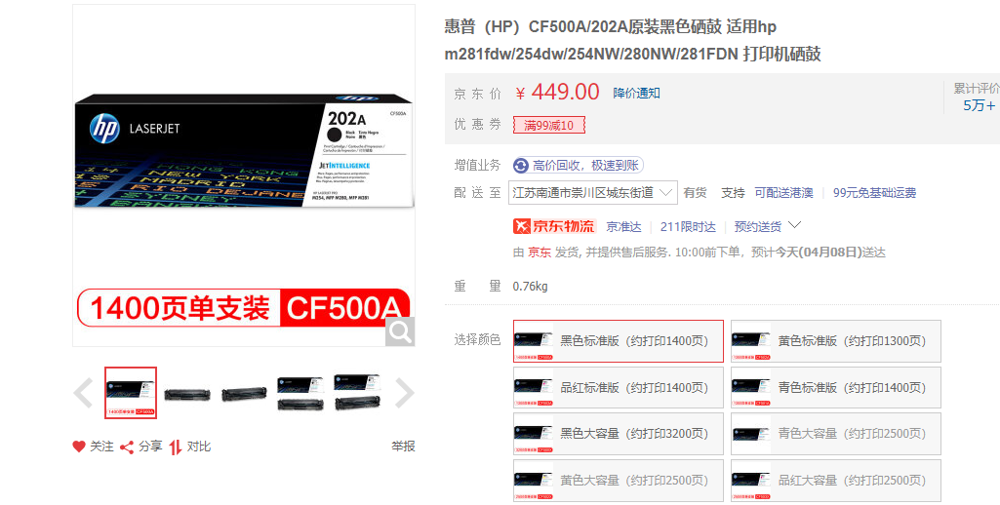 惠普（HP）CF500A/202A原装黑色硒鼓 适用hp
m281fdw/254dw/254NW/280NW/281FDN 打印机硒鼓
京东价 ￥449.00 降价通知
累计评价
5万+
优惠券 满99减10
增值业务 高价回收，极速到账
配送至 江苏南通市崇川区城东街道 有货 支持 可配送港澳 99元免基础运费
京东物流 京准达 211限时达 预约送货
由 京东 发货, 并提供售后服务. 10:00前下单，预计今天(04月08日)送达
重量 0.76kg
选择颜色
黑色标准版（约打印1400页）
黄色标准版（约打印1300页）
品红标准版（约打印1400页）
青色标准版（约打印1400页）
黑色大容量（约打印3200页）
青色大容量（约打印2500页）
黄色大容量（约打印2500页）
品红大容量（约打印2500页）
hp
LASERJET
202A
CF500A
Black
JETINTELLIGENCE
NEW YORK
MADRID
RIO DE JANEIRO
SYDNEY
1400页单支装 CF500A
关注 分享 对比 举报